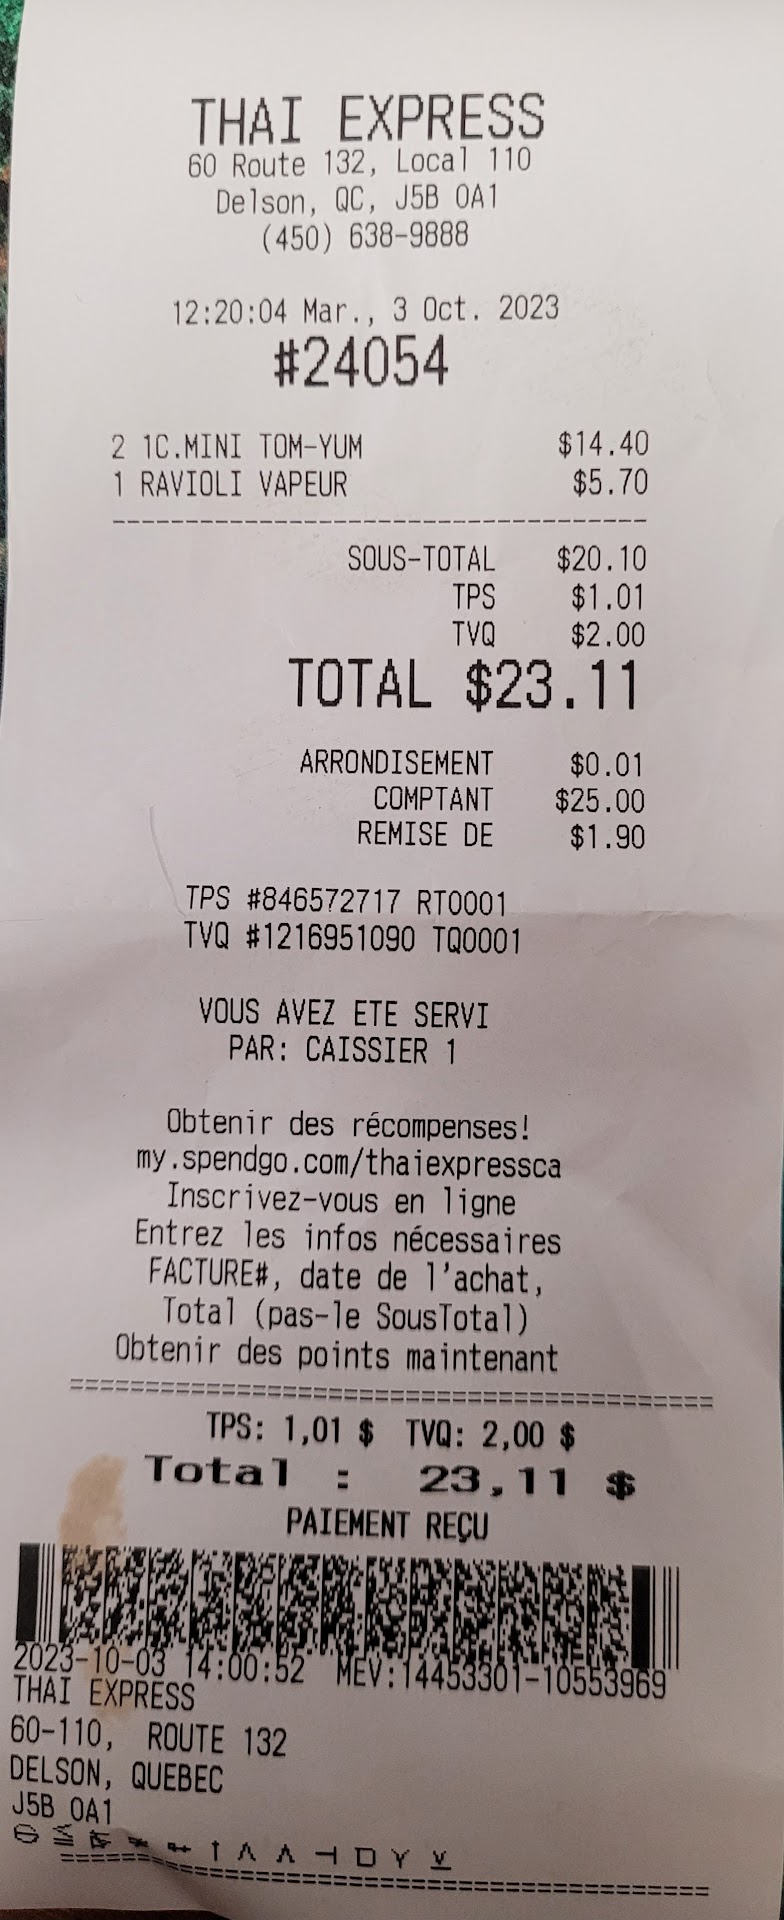 THAI EXPRESS
60 Route 132, Local 110
Delson, QC, J5B 0A1
(450) 638-9888
12:20:04 Mar., 3 Oct. 2023
#24054
2 1C.MINI TOM-YUM $14.40
1 RAVIOLI VAPEUR $5.70
SOUS-TOTAL $20.10
TPS $1.01
TVQ $2.00
TOTAL $23.11
ARRONDISEMENT $0.01
COMPTANT $25.00
REMISE DE $1.90
TPS #846572717 RT0001
TVQ #1216951090 TQ0001
VOUS AVEZ ETE SERVI
PAR: CAISSIER 1
Obtenir des récompenses!
my.spendgo.com/thaiexpressca
Inscrivez-vous en ligne
Entrez les infos nécessaires
FACTURE#, date de l'achat,
Total (pas-le SousTotal)
Obtenir des points maintenant
TPS: 1,01 $ TVQ: 2,00 $
Total : 23,11 $
PAIEMENT REÇU
2023-10-03 14:00:52 MEV:14453301-10553969
THAI EXPRESS
60-110, ROUTE 132
DELSON, QUEBEC
J5B 0A1